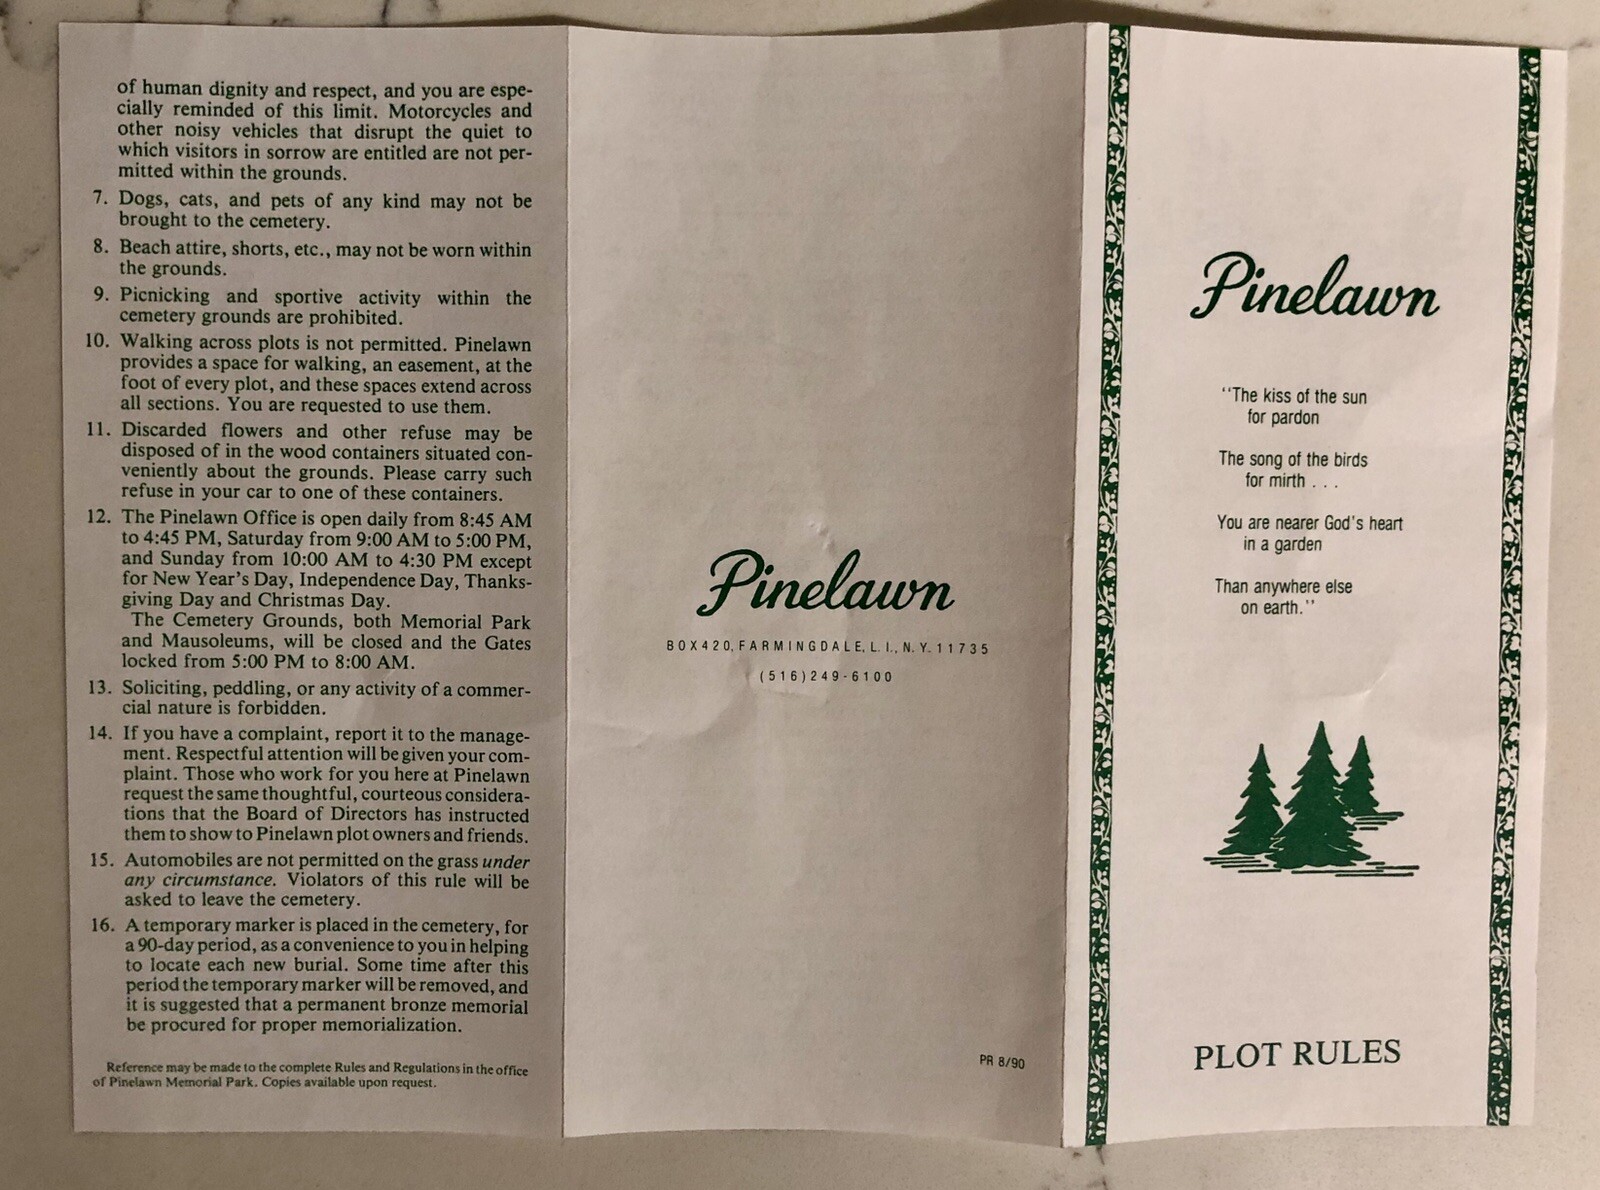 of human dignity and respect, and you are espe-
cially reminded of this limit. Motorcycles and
other noisy vehicles that disrupt the quiet to
which visitors in sorrow are entitled are not per-
mitted within the grounds.
7. Dogs, cats, and pets of any kind may not be
brought to the cemetery.
8. Beach attire, shorts, etc., may not be worn within
the grounds.
9. Picnicking and sportive activity within the
cemetery grounds are prohibited.
10. Walking across plots is not permitted. Pinelawn
provides a space for walking, an easement, at the
foot of every plot, and these spaces extend across
all sections. You are requested to use them.
11. Discarded flowers and other refuse may be
disposed of in the wood containers situated con-
veniently about the grounds. Please carry such
refuse in your car to one of these containers.
12. The Pinelawn Office is open daily from 8:45 AM
to 4:45 PM, Saturday from 9:00 AM to 5:00 PM,
and Sunday from 10:00 AM to 4:30 PM except
for New Year's Day, Independence Day, Thanks-
giving Day and Christmas Day.
The Cemetery Grounds, both Memorial Park
and Mausoleums, will be closed and the Gates
locked from 5:00 PM to 8:00 AM.
13. Soliciting, peddling, or any activity of a commer-
cial nature is forbidden.
14. If you have a complaint, report it to the manage-
ment. Respectful attention will be given your com-
plaint. Those who work for you here at Pinelawn
request the same thoughtful, courteous considera-
tions that the Board of Directors has instructed
them to show to Pinelawn plot owners and friends.
15. Automobiles are not permitted on the grass under
any circumstance. Violators of this rule will be
asked to leave the cemetery.
16. A temporary marker is placed in the cemetery, for
a 90-day period, as a convenience to you in helping
to locate each new burial. Some time after this
period the temporary marker will be removed, and
it is suggested that a permanent bronze memorial
be procured for proper memorialization.
Reference may be made to the complete Rules and Regulations in the office
of Pinelawn Memorial Park. Copies available upon request.
Pinelawn
BOX 420, FARMINGDALE, L.I., N.Y. 11735
(516) 249-6100
PR 8/90
Pinelawn
"The kiss of the sun
for pardon
The song of the birds
for mirth . . .
You are nearer God's heart
in a garden
Than anywhere else
on earth."
PLOT RULES